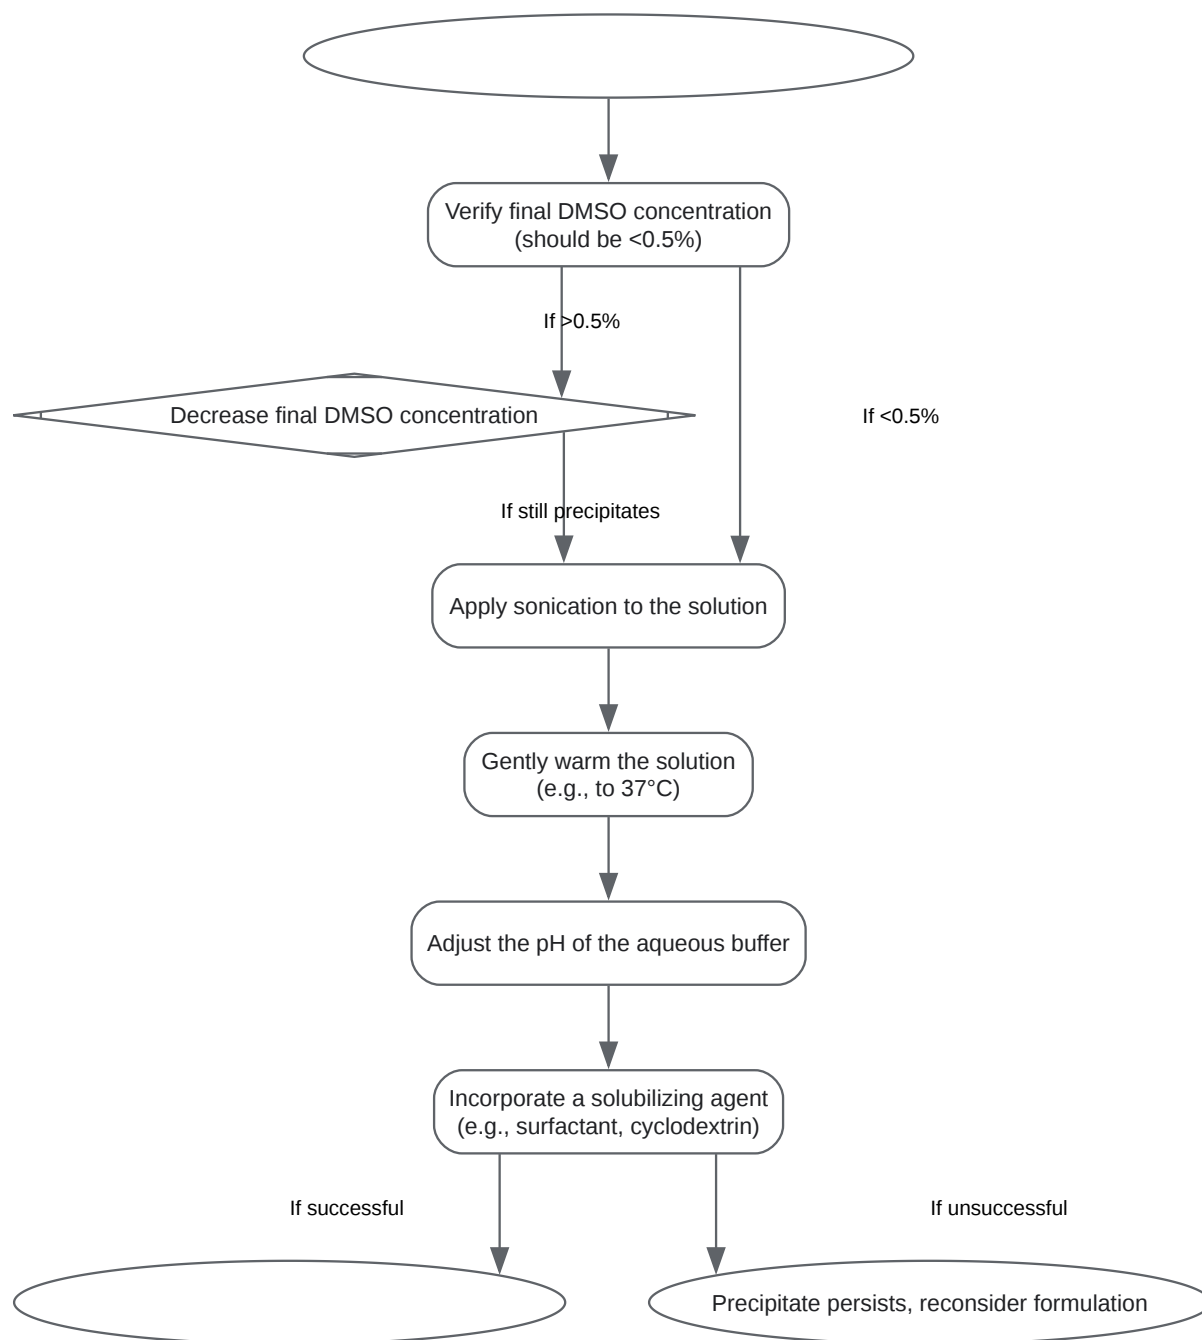 Verify final DMSO concentration
(should be <0.5%)
If >0.5%
Decrease final DMSO concentration
If <0.5%
If still precipitates
Apply sonication to the solution
Gently warm the solution
(e.g., to 37°C)
Adjust the pH of the aqueous buffer
Incorporate a solubilizing agent
(e.g., surfactant, cyclodextrin)
If successful
If unsuccessful
Precipitate persists, reconsider formulation